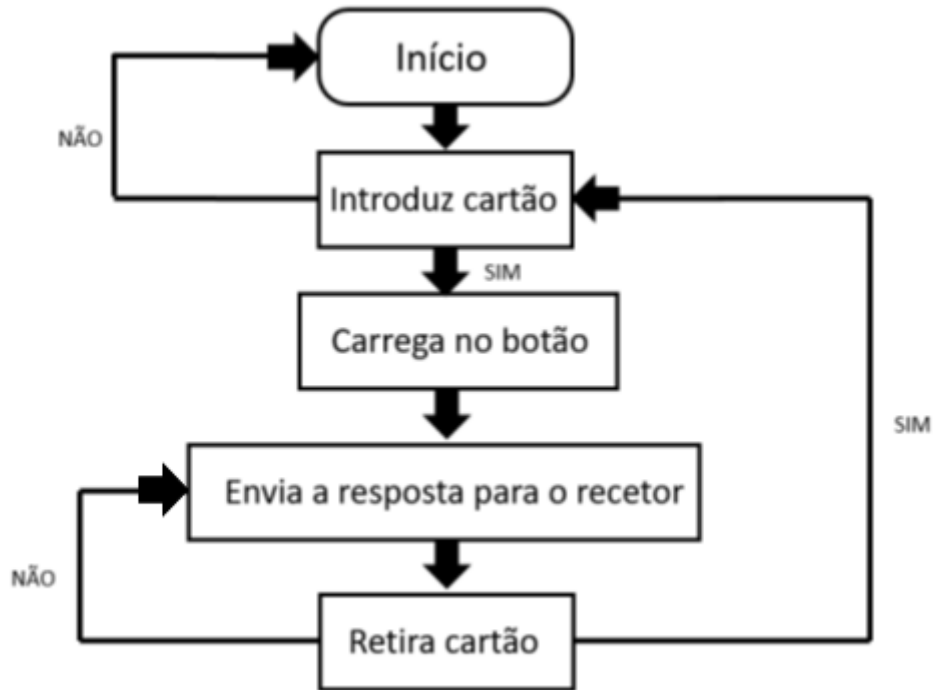 Início
NÃO
Introduz cartão
SIM
Carrega no botão
SIM
Envia a resposta para o recetor
NÃO
Retira cartão